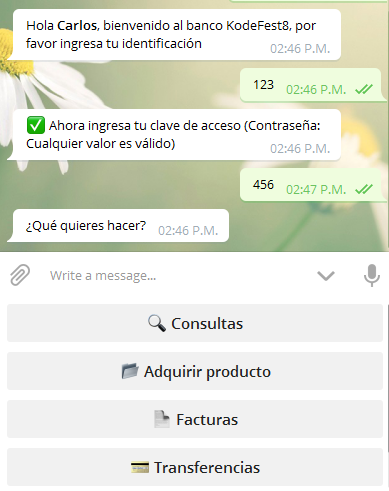 Hola Carlos, bienvenido al banco KodeFest8, por
favor ingresa tu identificación
02:46 P.M.
123 02:46 P.M.
✅ Ahora ingresa tu clave de acceso (Contraseña:
Cualquier valor es válido)
02:46 P.M.
456 02:47 P.M.
¿Qué quieres hacer? 02:46 P.M.
Write a message...
🔍 Consultas
📂 Adquirir producto
📄 Facturas
💳 Transferencias